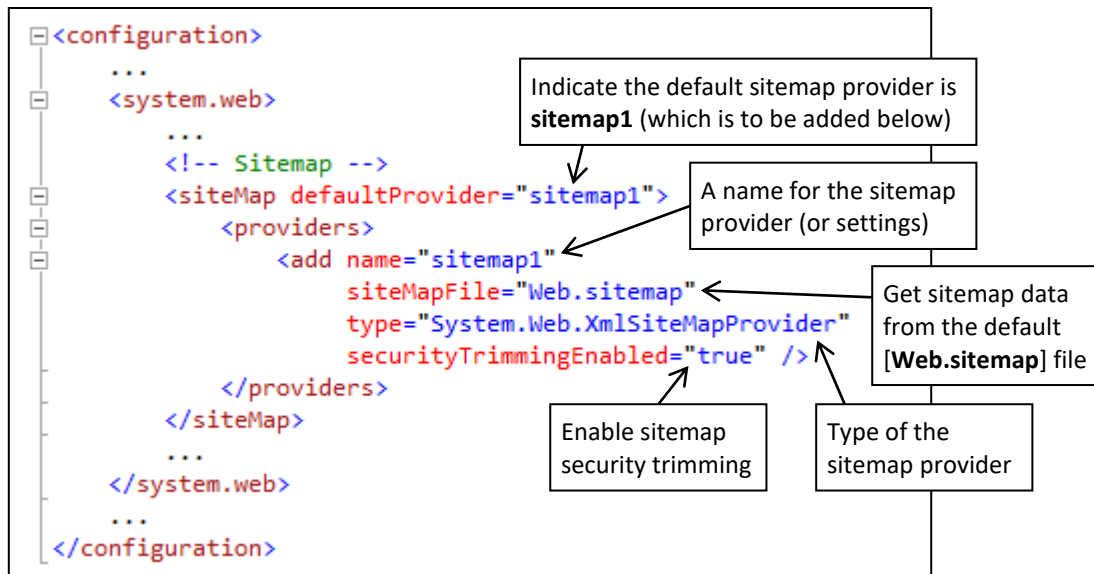 <configuration>
...
<system.web>
...
<!-- Sitemap -->
<siteMap defaultProvider="sitemap1">
<providers>
<add name="sitemap1"
siteMapFile="Web.sitemap"
type="System.Web.XmlSiteMapProvider"
securityTrimmingEnabled="true" />
</providers>
</siteMap>
...
</system.web>
...
</configuration>
Indicate the default sitemap provider is
sitemap1 (which is to be added below)
A name for the sitemap
provider (or settings)
Get sitemap data
from the default
[Web.sitemap] file
Enable sitemap
security trimming
Type of the
sitemap provider